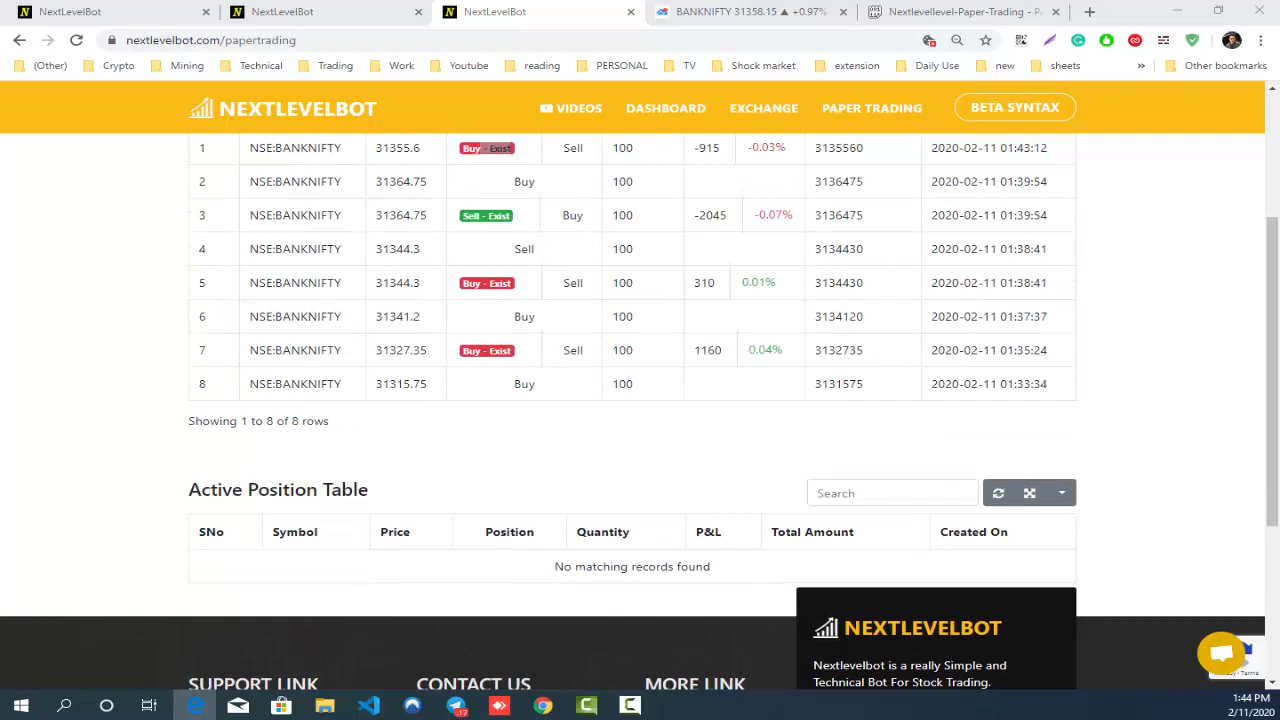 NextLevelBot
NextLevelBot
NextLevelBot
BANKNIFTY 31358.15 ▲ +0.97%
Nextlevellevel-Paper-Trading - P
nextlevelbot.com/papertrading
(Other) Crypto Mining Technical Trading Work Youtube reading PERSONAL TV Shock market extension Daily Use new sheets » Other bookmarks
NEXTLEVELBOT VIDEOS DASHBOARD EXCHANGE PAPER TRADING BETA SYNTAX
1 NSE:BANKNIFTY 31355.6 Buy - Exist Sell 100 -915 -0.03% 3135560 2020-02-11 01:43:12
2 NSE:BANKNIFTY 31364.75 Buy 100 3136475 2020-02-11 01:39:54
3 NSE:BANKNIFTY 31364.75 Sell - Exist Buy 100 -2045 -0.07% 3136475 2020-02-11 01:39:54
4 NSE:BANKNIFTY 31344.3 Sell 100 3134430 2020-02-11 01:38:41
5 NSE:BANKNIFTY 31344.3 Buy - Exist Sell 100 310 0.01% 3134430 2020-02-11 01:38:41
6 NSE:BANKNIFTY 31341.2 Buy 100 3134120 2020-02-11 01:37:37
7 NSE:BANKNIFTY 31327.35 Buy - Exist Sell 100 1160 0.04% 3132735 2020-02-11 01:35:24
8 NSE:BANKNIFTY 31315.75 Buy 100 3131575 2020-02-11 01:33:34
Showing 1 to 8 of 8 rows
Active Position Table Search
SNo Symbol Price Position Quantity P&L Total Amount Created On
No matching records found
NEXTLEVELBOT
Nextlevelbot is a really Simple and
Technical Bot For Stock Trading.
SUPPORT LINK CONTACT US MORE LINK
1:44 PM
2/11/2020